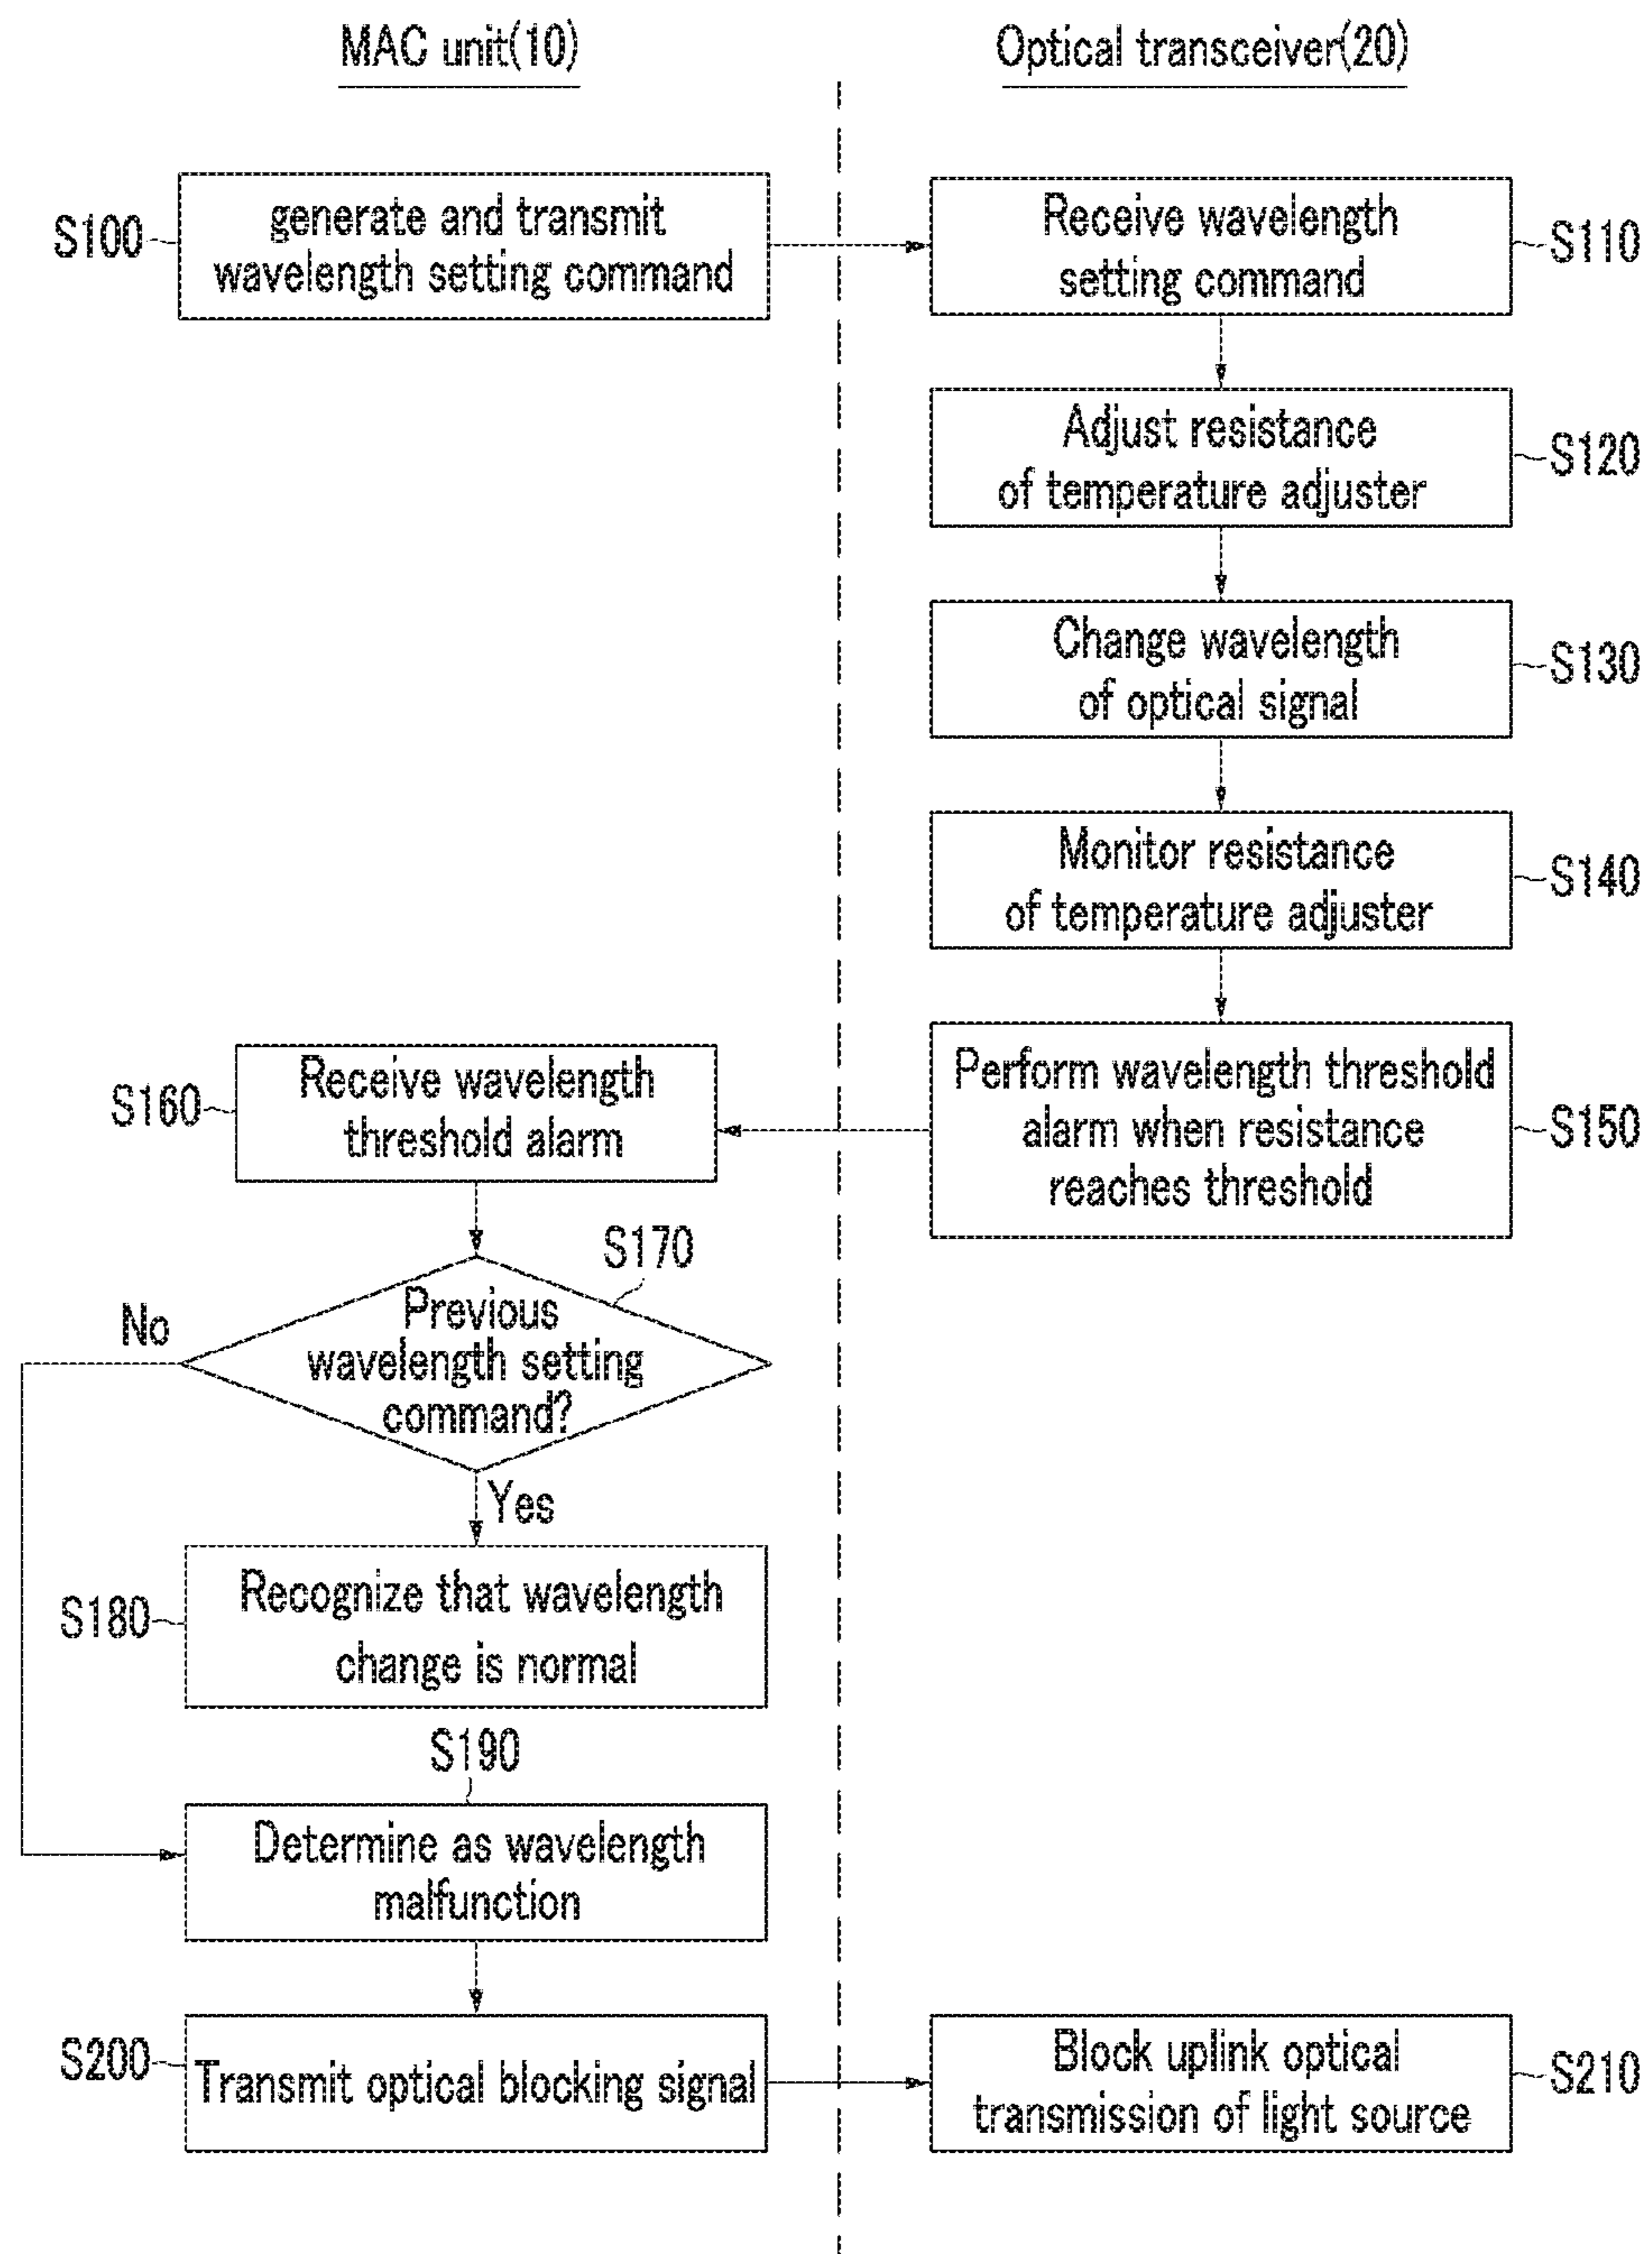 MAC unit(10)
Optical transceiver(20)
S100
generate and transmit
wavelength setting command
Receive wavelength
setting command
S110
Adjust resistance
of temperature adjuster
S120
Change wavelength
of optical signal
S130
Monitor resistance
of temperature adjuster
S140
Perform wavelength threshold
alarm when resistance
reaches threshold
S150
S160
Receive wavelength
threshold alarm
S170
No
Previous
wavelength setting
command?
Yes
S180
Recognize that wavelength
change is normal
S190
Determine as wavelength
malfunction
S200
Transmit optical blocking signal
Block uplink optical
transmission of light source
S210